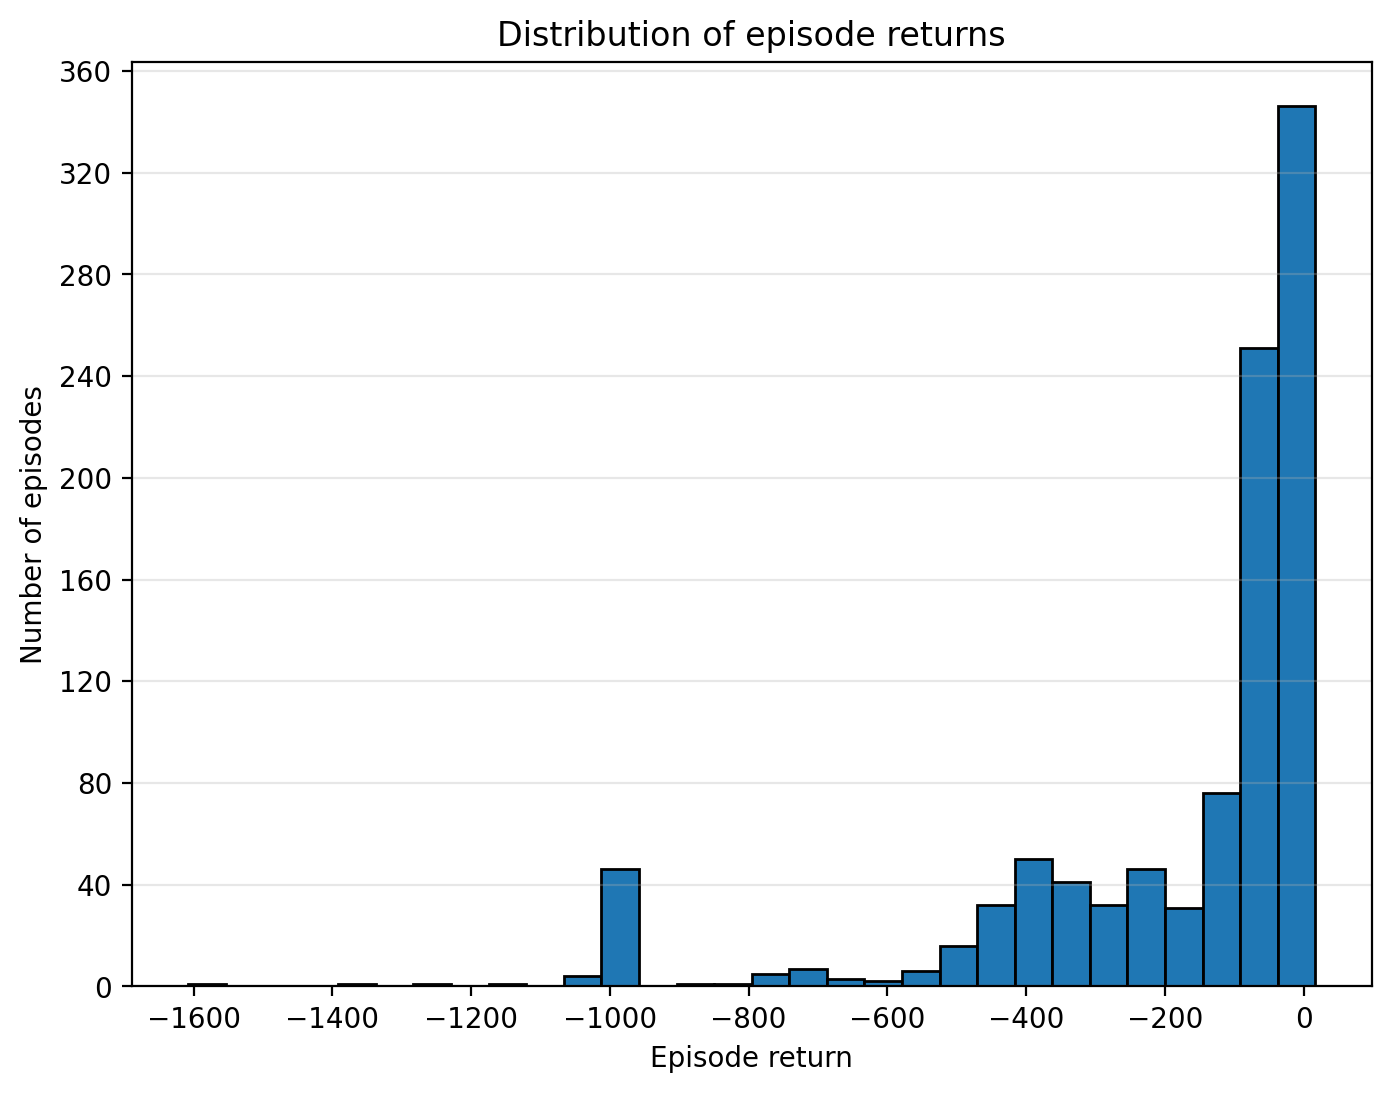 Distribution of episode returns
360
320
280
240
200
160
120
80
40
0
Number of episodes
−1600 −1400 −1200 −1000 −800 −600 −400 −200 0
Episode return